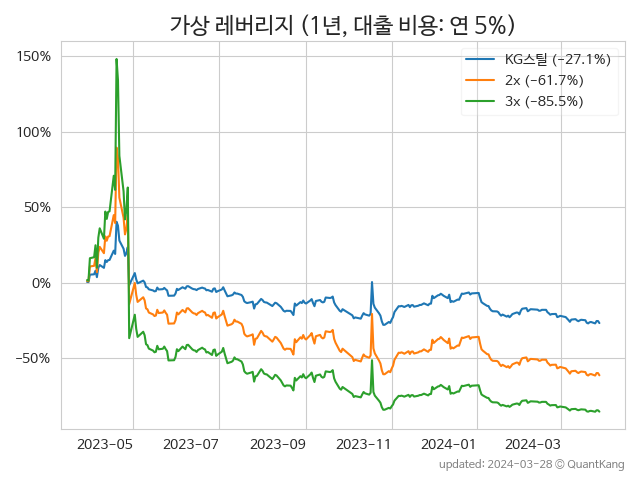 가상 레버리지 (1년, 대출 비용: 연 5%)
150%
100%
50%
0%
−50%
KG스틸 (−27.1%)
2x (−61.7%)
3x (−85.5%)
2023-05
2023-07
2023-09
2023-11
2024-01
2024-03
updated: 2024-03-28 © QuantKang